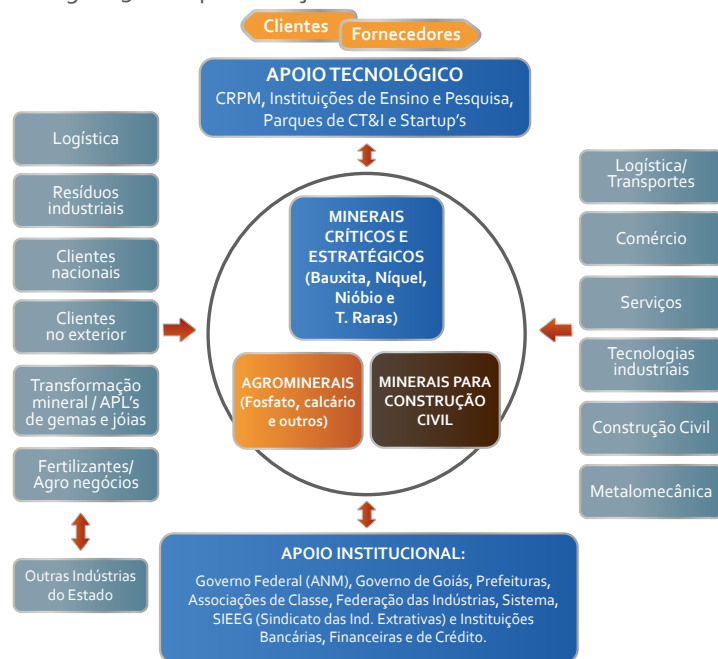 Clientes
Fornecedores
APOIO TECNOLÓGICO
CRPM, Instituições de Ensino e Pesquisa,
Parques de CT&I e Startup's
Logística
Resíduos
industriais
Clientes
nacionais
Clientes
no exterior
Transformação
mineral / APL's
de gemas e jóias
Fertilizantes/
Agro negócios
Outras Indústrias
do Estado
MINERAIS
CRÍTICOS E
ESTRATÉGICOS
(Bauxita, Níquel,
Nióbio e
T. Raras)
AGROMINERAIS
(Fosfato, calcário
e outros)
MINERAIS PARA
CONSTRUÇÃO
CIVIL
Logística/
Transportes
Comércio
Serviços
Tecnologias
industriais
Construção Civil
Metalomecânica
APOIO INSTITUCIONAL:
Governo Federal (ANM), Governo de Goiás, Prefeituras,
Associações de Classe, Federação das Indústrias, Sistema,
SIEEG (Sindicato das Ind. Extrativas) e Instituições
Bancárias, Financeiras e de Crédito.